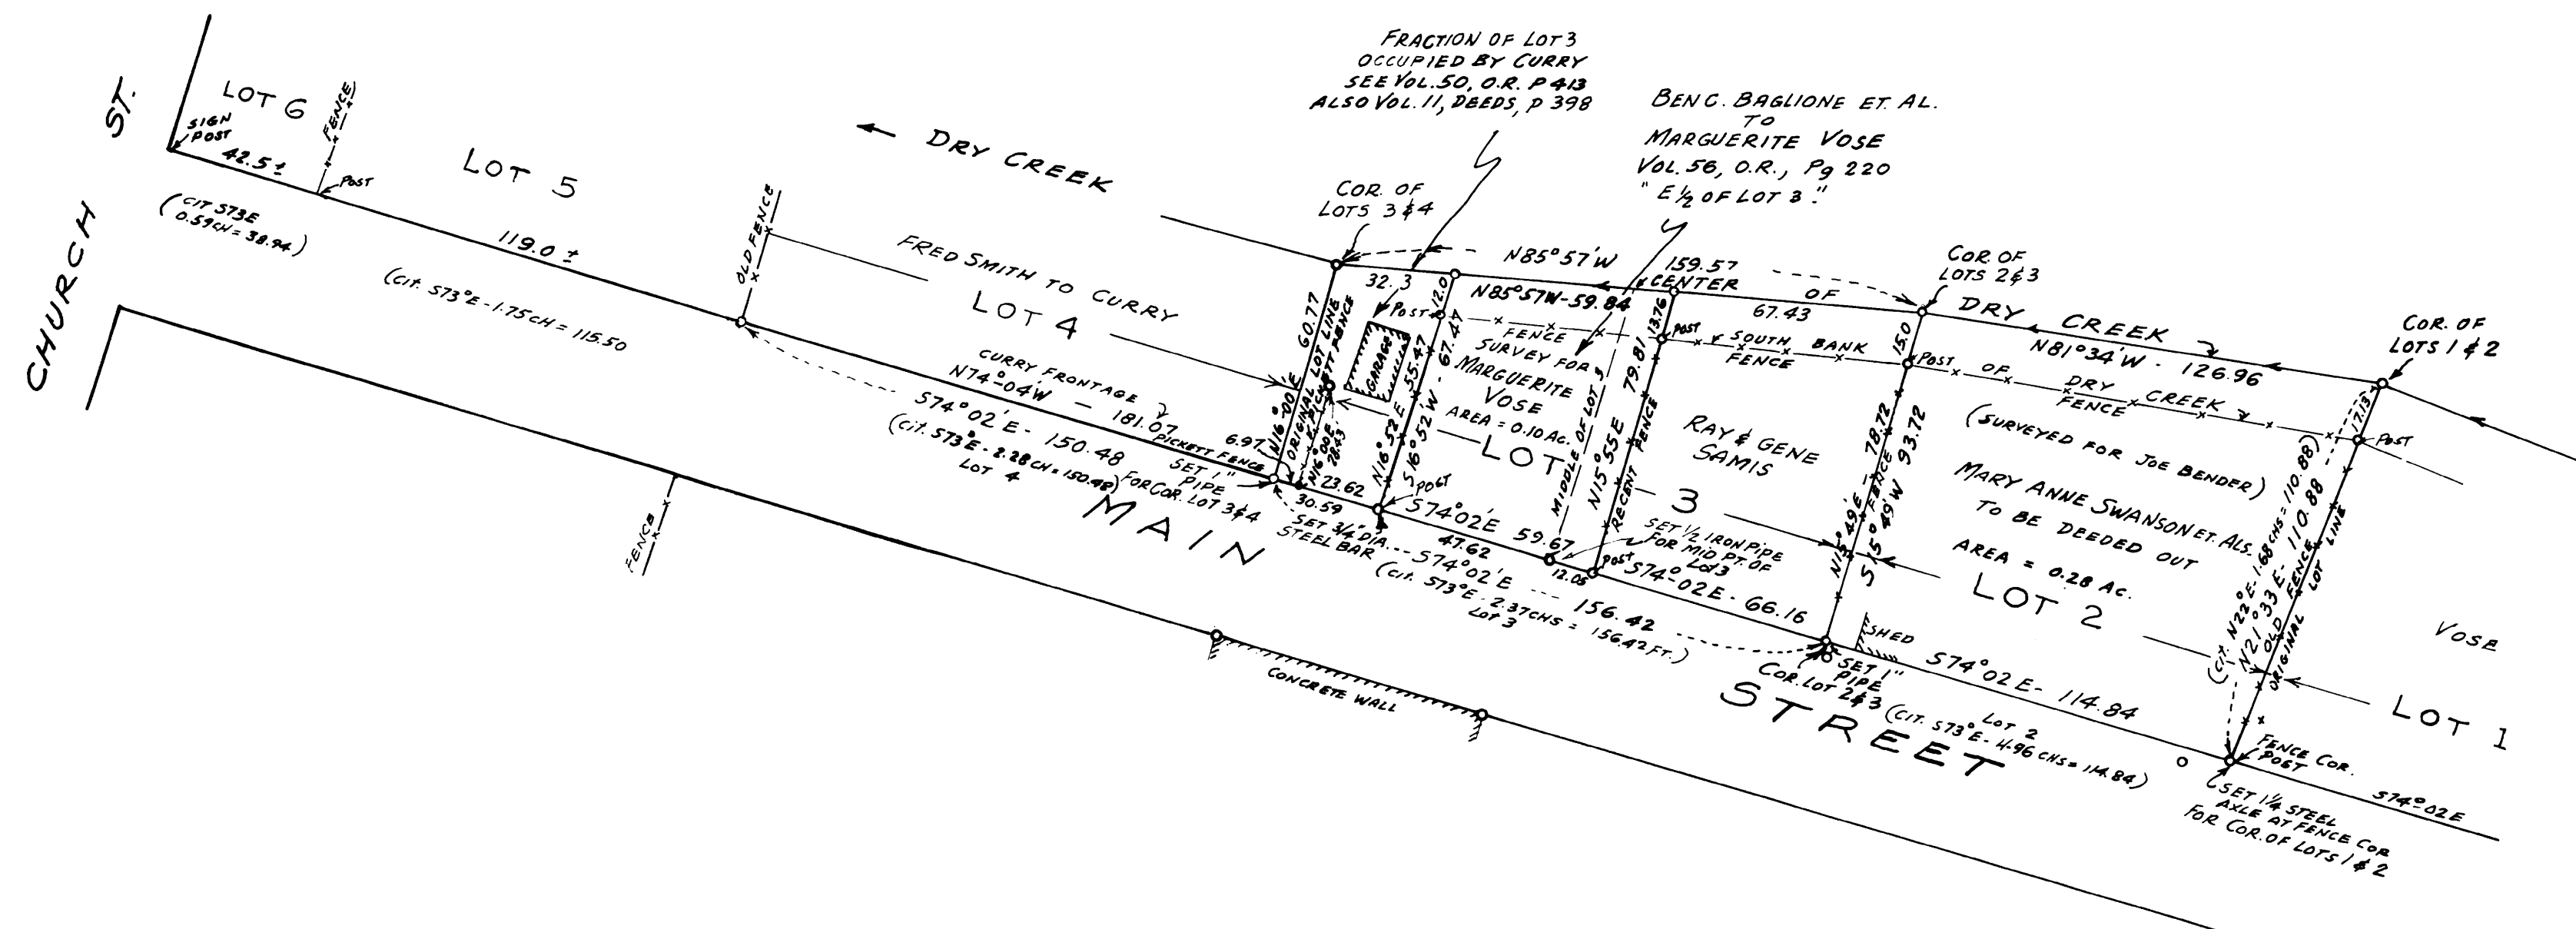 FRACTION OF LOT 3
OCCUPIED BY CURRY
SEE VOL. 50, O.R. P 413
ALSO VOL. 11, DEEDS, P 398
BEN C. BAGLIONE ET. AL.
TO
MARGUERITE VOSE
VOL. 56, O.R., Pg 220
"E 1/2 OF LOT 3."
CHURCH ST.
LOT 6
SIGN
POST
42.5 ±
FENCE
POST
(CIT S73E
0.59CH = 38.94)
LOT 5
119.0 ±
(CIT. S73°E - 1.75 CH = 115.50
OLD FENCE
DRY CREEK
FRED SMITH TO CURRY
LOT 4
CURRY FRONTAGE
N74°-04'W - 181.07
PICKETT FENCE
S74°02'E - 150.48
(CIT. S73°E - 2.28 CH = 150.48)
LOT 4
SET 1"
PIPE
FOR COR. LOT 3&4
FENCE
COR. OF
LOTS 3 & 4
N85°57'W 159.57
32.3
N85°57W-59.84
CENTER OF DRY CREEK
67.43
COR. OF
LOTS 2&3
N16°-00'E 60.77
ORIGINAL LOT LINE
PICKETT FENCE
N16°00E
28.43
6.97
GARAGE
POST
12.0
N16°52'E 55.47
S16°52'W - 67.47
23.62
30.59
SET 3/4" DIA.
STEEL BAR
POST
FENCE
SURVEY FOR
MARGUERITE
VOSE
AREA = 0.10 AC.
LOT 3
MIDDLE OF LOT 3
N15°55E 79.81
13.76
RECENT FENCE
POST
SOUTH BANK OF DRY CREEK
FENCE
FENCE
RAY & GENE
SAMIS
S74°02'E 59.67
47.62
12.05
SET 1/2 IRON PIPE
FOR MID PT. OF
LOT 3
POST
S74°-02E - 66.16
S74°02'E 156.42
(CIT. S73°E - 2.37CHS = 156.42 FT.)
LOT 3
15.0
POST
N15°49'E - 78.72
FENCE
S15°49'W 93.72
SHED
SET 1"
PIPE
COR. LOT 2&3
N81°34'W - 126.96
COR. OF
LOTS 1 & 2
(SURVEYED FOR JOE BENDER)
MARY ANNE SWANSON ET. ALS.
TO BE DEEDED OUT
AREA = 0.28 AC.
LOT 2
S74°02E - 114.84
LOT 2
(CIT. S73°E - 4.96 CHS = 114.84)
17.13
POST
(CIT. N22°E - 1.68 CHS = 110.88)
N21°33E - 110.88
OLD FENCE
ORIGINAL LOT LINE
VOSE
LOT 1
FENCE COR.
POST
S74°-02E
SET 1 1/4 STEEL
AXLE AT FENCE COR
FOR COR. OF LOTS 1 & 2
MAIN STREET
CONCRETE WALL